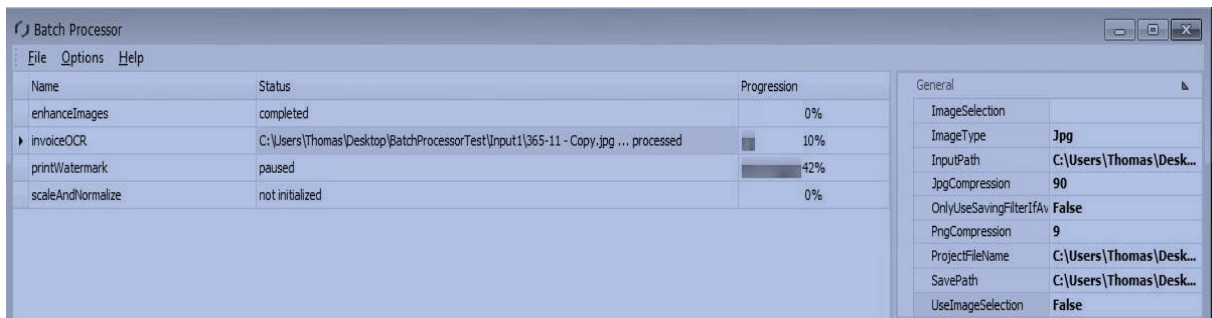 Batch Processor
File Options Help
Name Status Progression
enhanceImages completed 0%
invoiceOCR C:\Users\Thomas\Desktop\BatchProcessorTest\Input1\365-11 - Copy.jpg ... processed 10%
printWatermark paused 42%
scaleAndNormalize not initialized 0%
General
ImageSelection
ImageType Jpg
InputPath C:\Users\Thomas\Desk...
JpgCompression 90
OnlyUseSavingFilterIfAv False
PngCompression 9
ProjectFileName C:\Users\Thomas\Desk...
SavePath C:\Users\Thomas\Desk...
UseImageSelection False